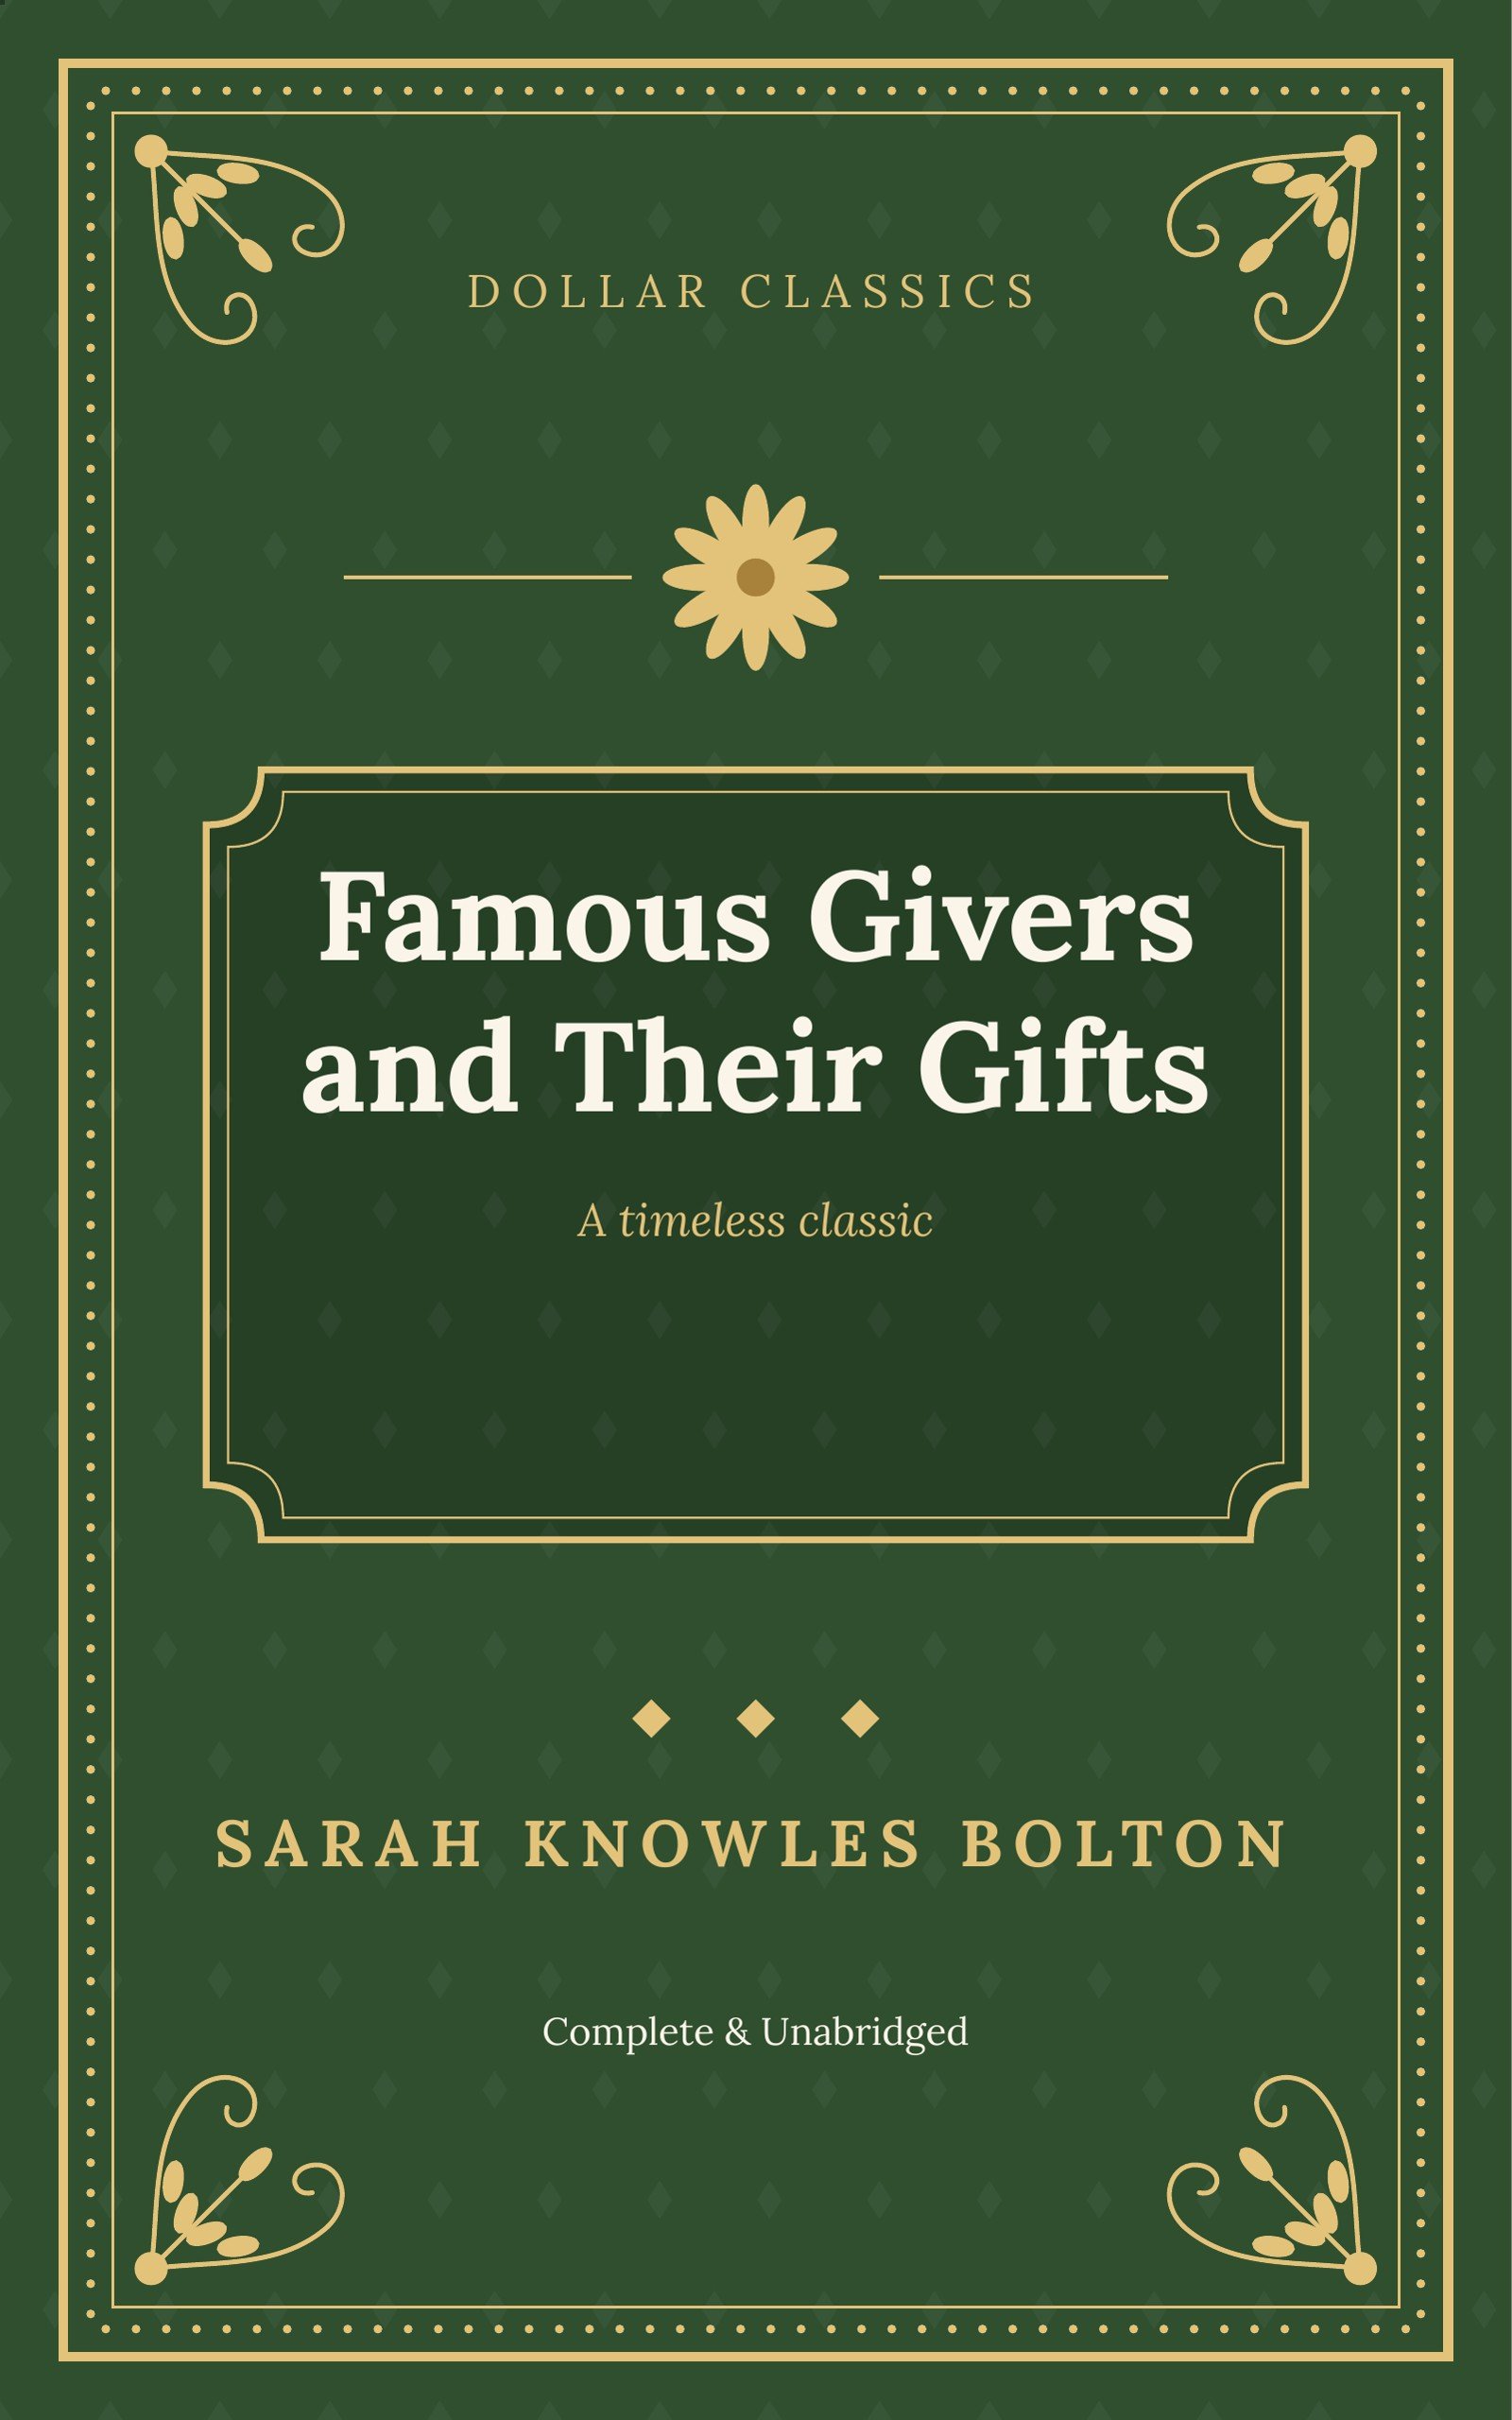 DOLLAR CLASSICS
Famous Givers
and Their Gifts
A timeless classic
SARAH KNOWLES BOLTON
Complete & Unabridged